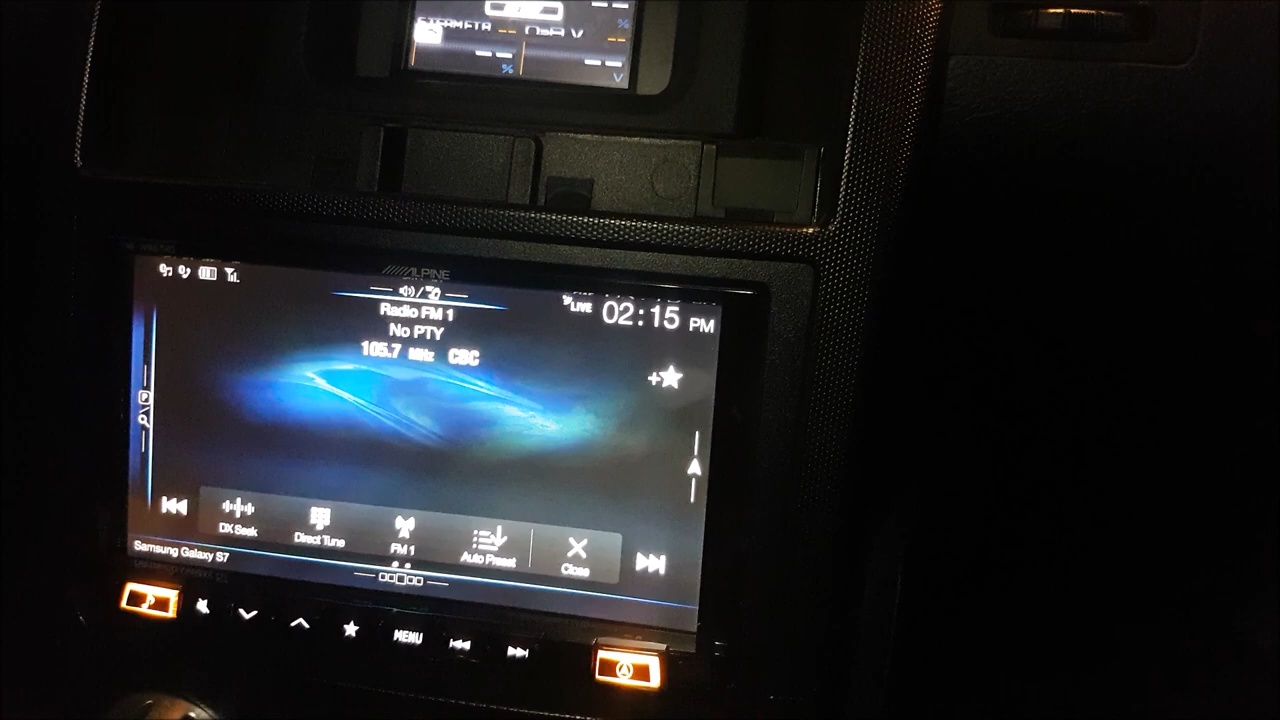 %
%
V
ALPINE
LIVE
02:15 PM
Radio FM 1
No PTY
105.7 MHz CBC
DX Seek
Direct Tune
FM 1
Auto Preset
Close
Samsung Galaxy S7
MENU